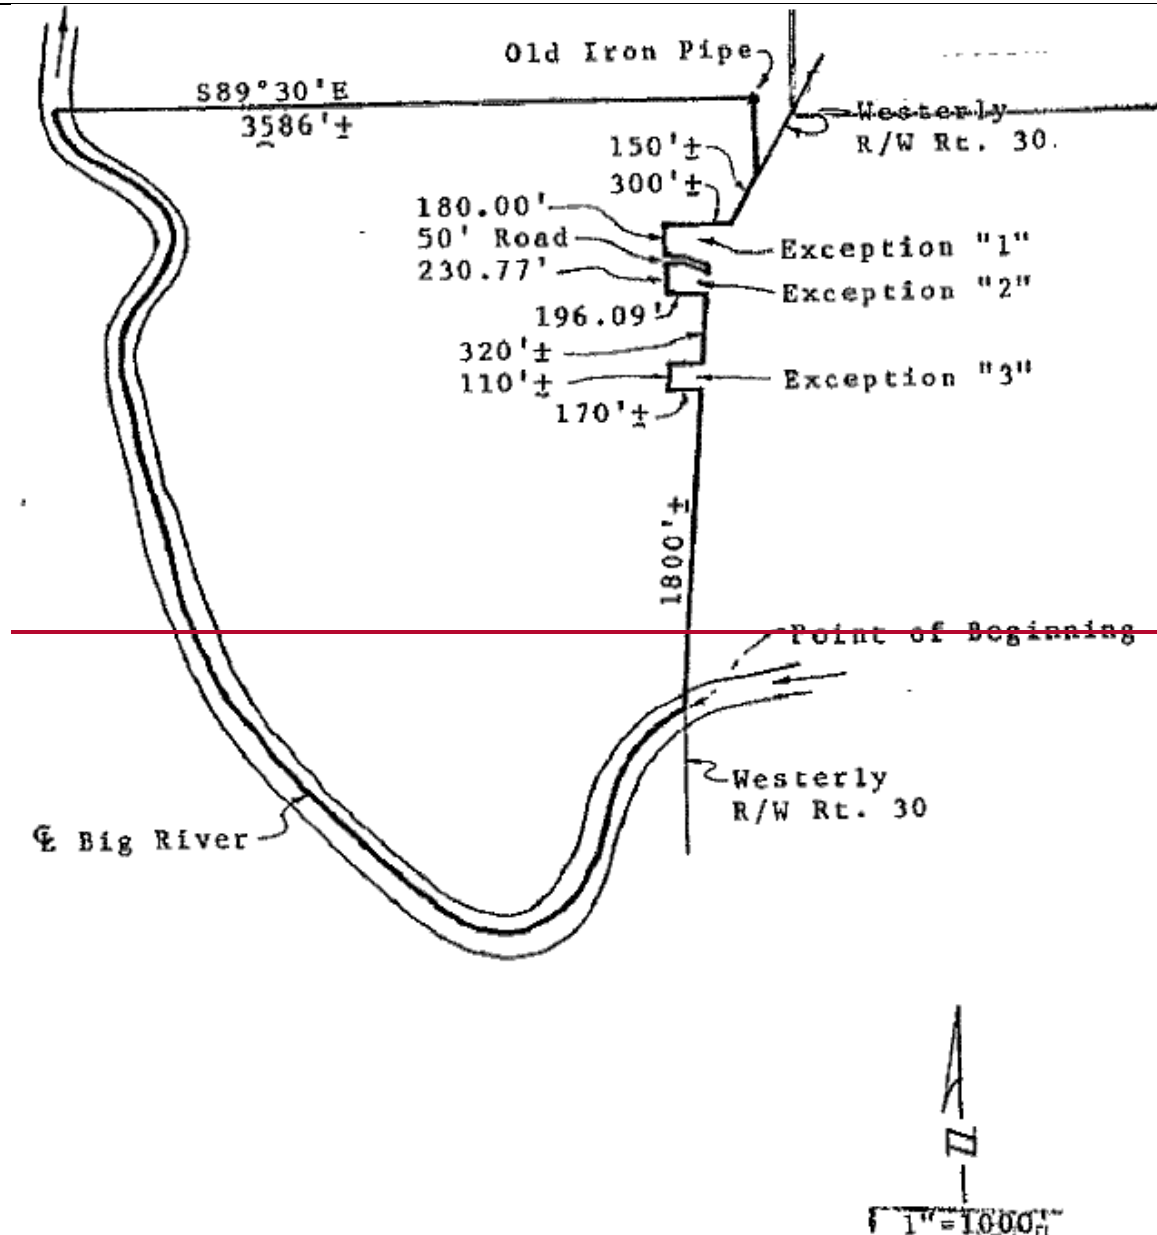 Old Iron Pipe
S89°30'E
3586'±
Westerly
R/W Rt. 30.
150'±
300'±
180.00'
50' Road
230.77'
Exception "1"
Exception "2"
196.09'
320'±
110'±
Exception "3"
170'±
1800'±
Point of Beginning
Westerly
R/W Rt. 30
℄ Big River
N
1"=1000'